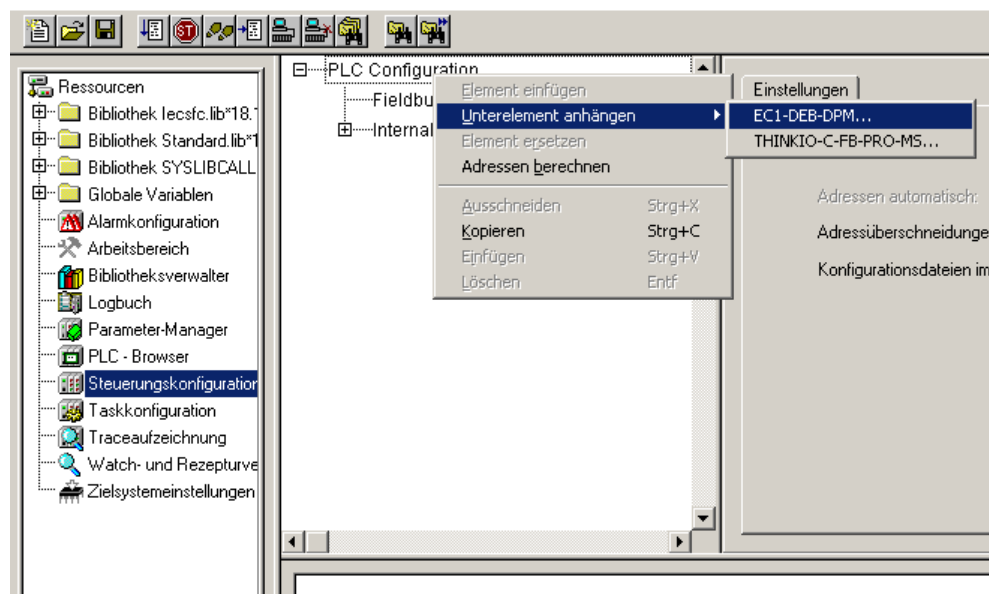 Ressourcen
Bibliothek Iecsfc.lib*18.
Bibliothek Standard.lib*1
Bibliothek SYSLIBCALL
Globale Variablen
Alarmkonfiguration
Arbeitsbereich
Bibliotheksverwalter
Logbuch
Parameter-Manager
PLC - Browser
Steuerungskonfiguration
Taskkonfiguration
Traceaufzeichnung
Watch- und Rezepturve
Zielsystemeinstellungen
PLC Configuration
Fieldbu
Internal
Element einfügen
Unterelement anhängen
Element ersetzen
Adressen berechnen
Ausschneiden Strg+X
Kopieren Strg+C
Einfügen Strg+V
Löschen Entf
Einstellungen
EC1-DEB-DPM...
THINKIO-C-FB-PRO-MS...
Adressen automatisch:
Adressüberschneidunge
Konfigurationsdateien im